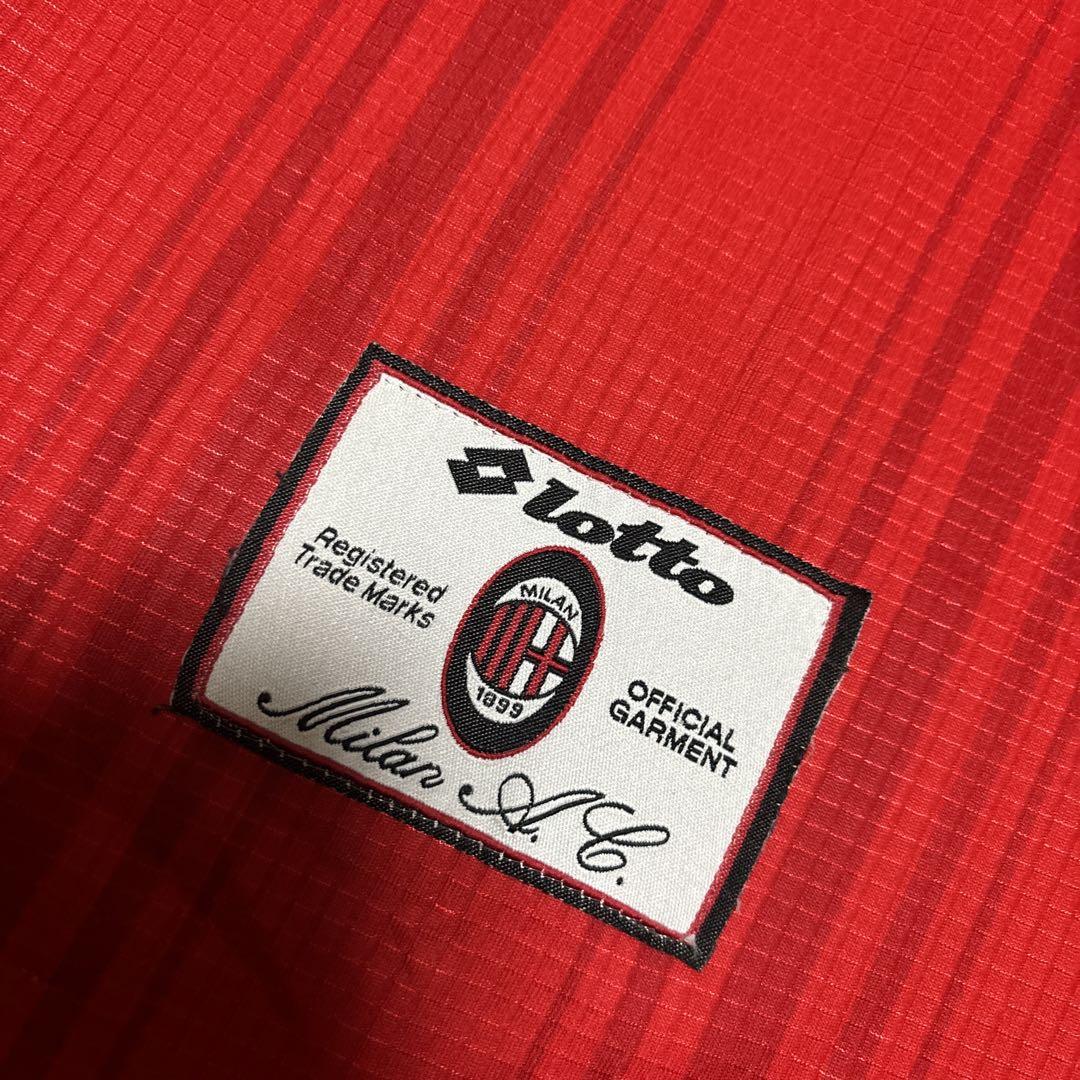 lotto
Registered
Trade Marks
MILAN
1899
OFFICIAL
GARMENT
Milan A.C.